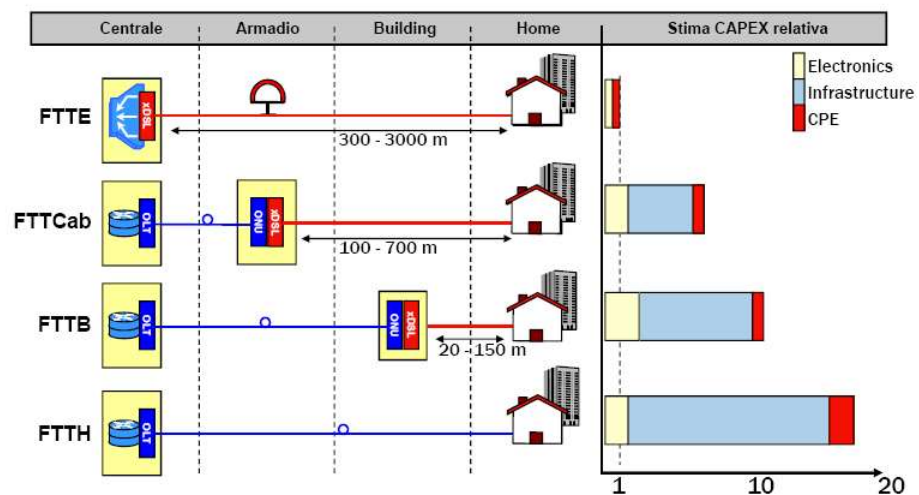 Centrale Armadio Building Home Stima CAPEX relativa
Electronics
Infrastructure
CPE
FTTE
xDSL
300 - 3000 m
FTTCab
OLT
ONU
xDSL
100 - 700 m
FTTB
OLT
ONU
xDSL
20 - 150 m
FTTH
OLT
1 10 20